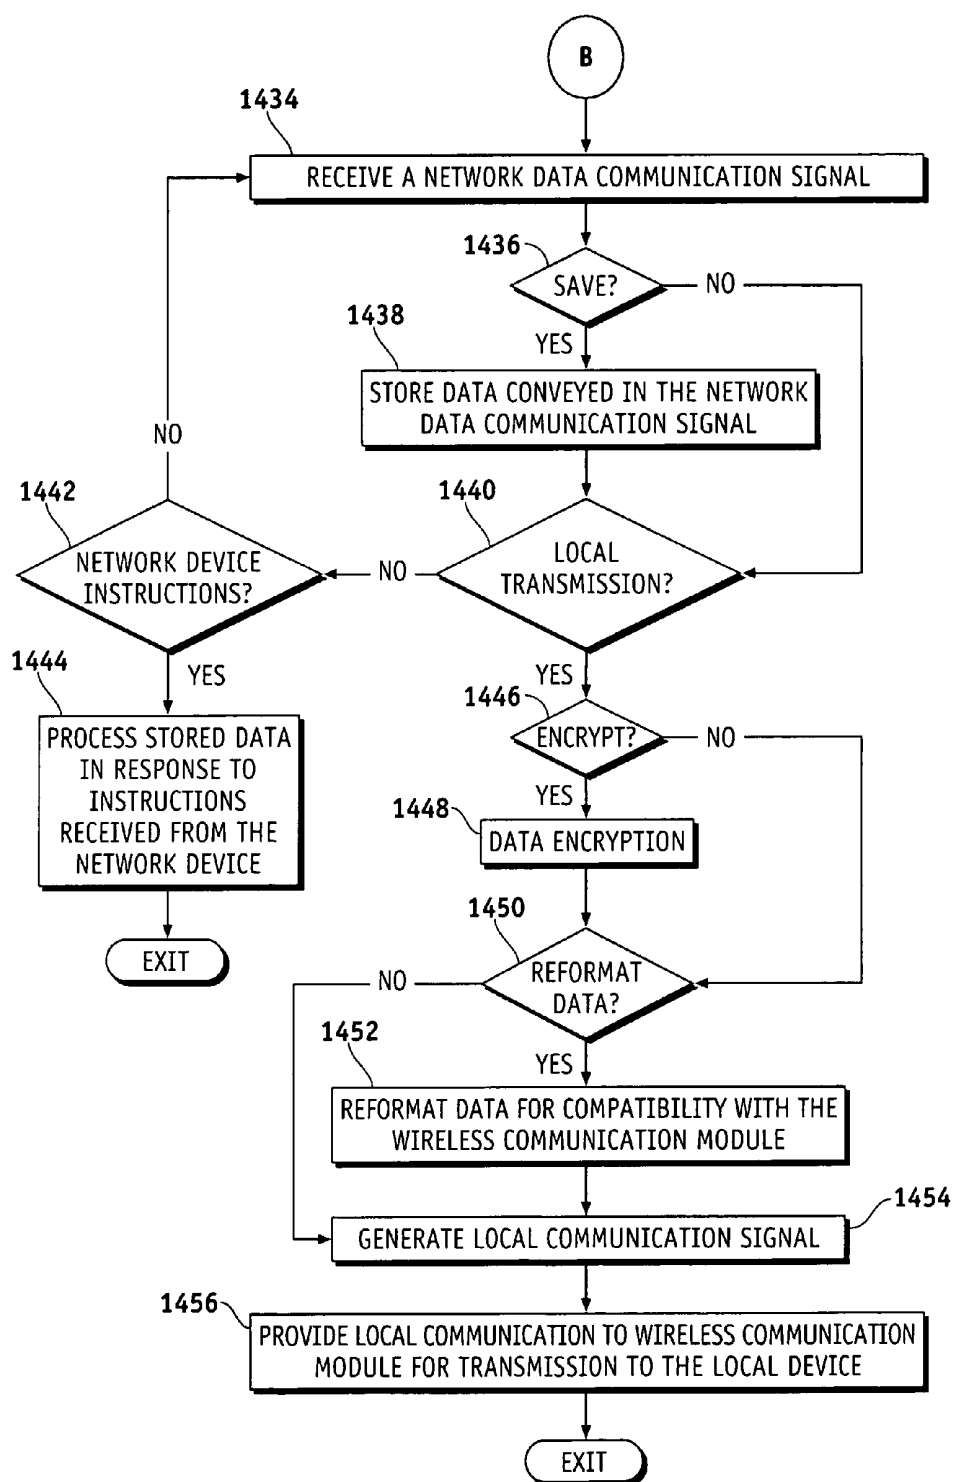 B
1434
RECEIVE A NETWORK DATA COMMUNICATION SIGNAL
1436
SAVE?
NO
YES
1438
STORE DATA CONVEYED IN THE NETWORK
DATA COMMUNICATION SIGNAL
NO
1442
NETWORK DEVICE
INSTRUCTIONS?
NO
1440
LOCAL
TRANSMISSION?
YES
1444
PROCESS STORED DATA
IN RESPONSE TO
INSTRUCTIONS
RECEIVED FROM THE
NETWORK DEVICE
EXIT
YES
1446
ENCRYPT?
NO
YES
1448
DATA ENCRYPTION
1450
REFORMAT
DATA?
NO
YES
1452
REFORMAT DATA FOR COMPATIBILITY WITH THE
WIRELESS COMMUNICATION MODULE
1454
GENERATE LOCAL COMMUNICATION SIGNAL
1456
PROVIDE LOCAL COMMUNICATION TO WIRELESS COMMUNICATION
MODULE FOR TRANSMISSION TO THE LOCAL DEVICE
EXIT